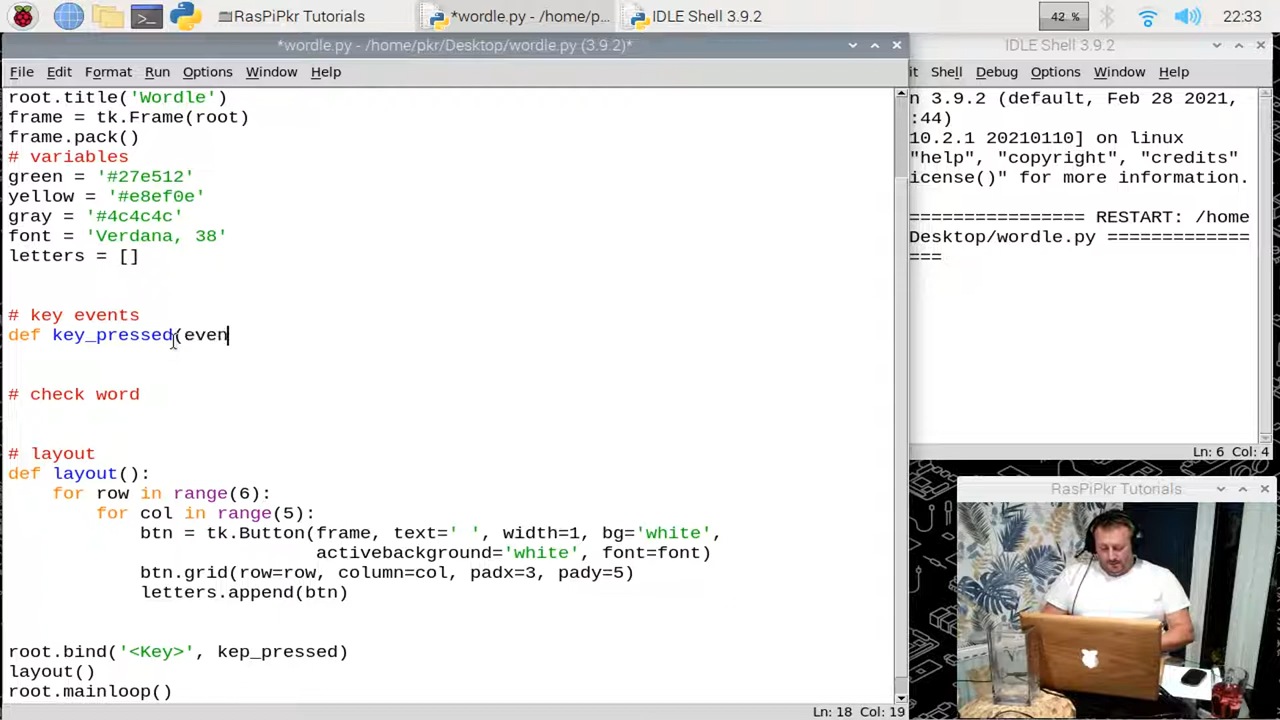 RasPiPkr Tutorials
*wordle.py - /home/p...
IDLE Shell 3.9.2
42 %
22:33
*wordle.py - /home/pkr/Desktop/wordle.py (3.9.2)*
File Edit Format Run Options Window Help
root.title('Wordle')
frame = tk.Frame(root)
frame.pack()
# variables
green = '#27e512'
yellow = '#e8ef0e'
gray = '#4c4c4c'
font = 'Verdana, 38'
letters = []
# key events
def key_pressed(even
# check word
# layout
def layout():
for row in range(6):
for col in range(5):
btn = tk.Button(frame, text=' ', width=1, bg='white',
activebackground='white', font=font)
btn.grid(row=row, column=col, padx=3, pady=5)
letters.append(btn)
root.bind('<Key>', kep_pressed)
layout()
root.mainloop()
Ln: 18 Col: 19
IDLE Shell 3.9.2
it Shell Debug Options Window Help
n 3.9.2 (default, Feb 28 2021,
:44)
10.2.1 20210110] on linux
"help", "copyright", "credits"
icense()" for more information.
================ RESTART: /home
Desktop/wordle.py ==============
===
Ln: 6 Col: 4
RasPiPkr Tutorials